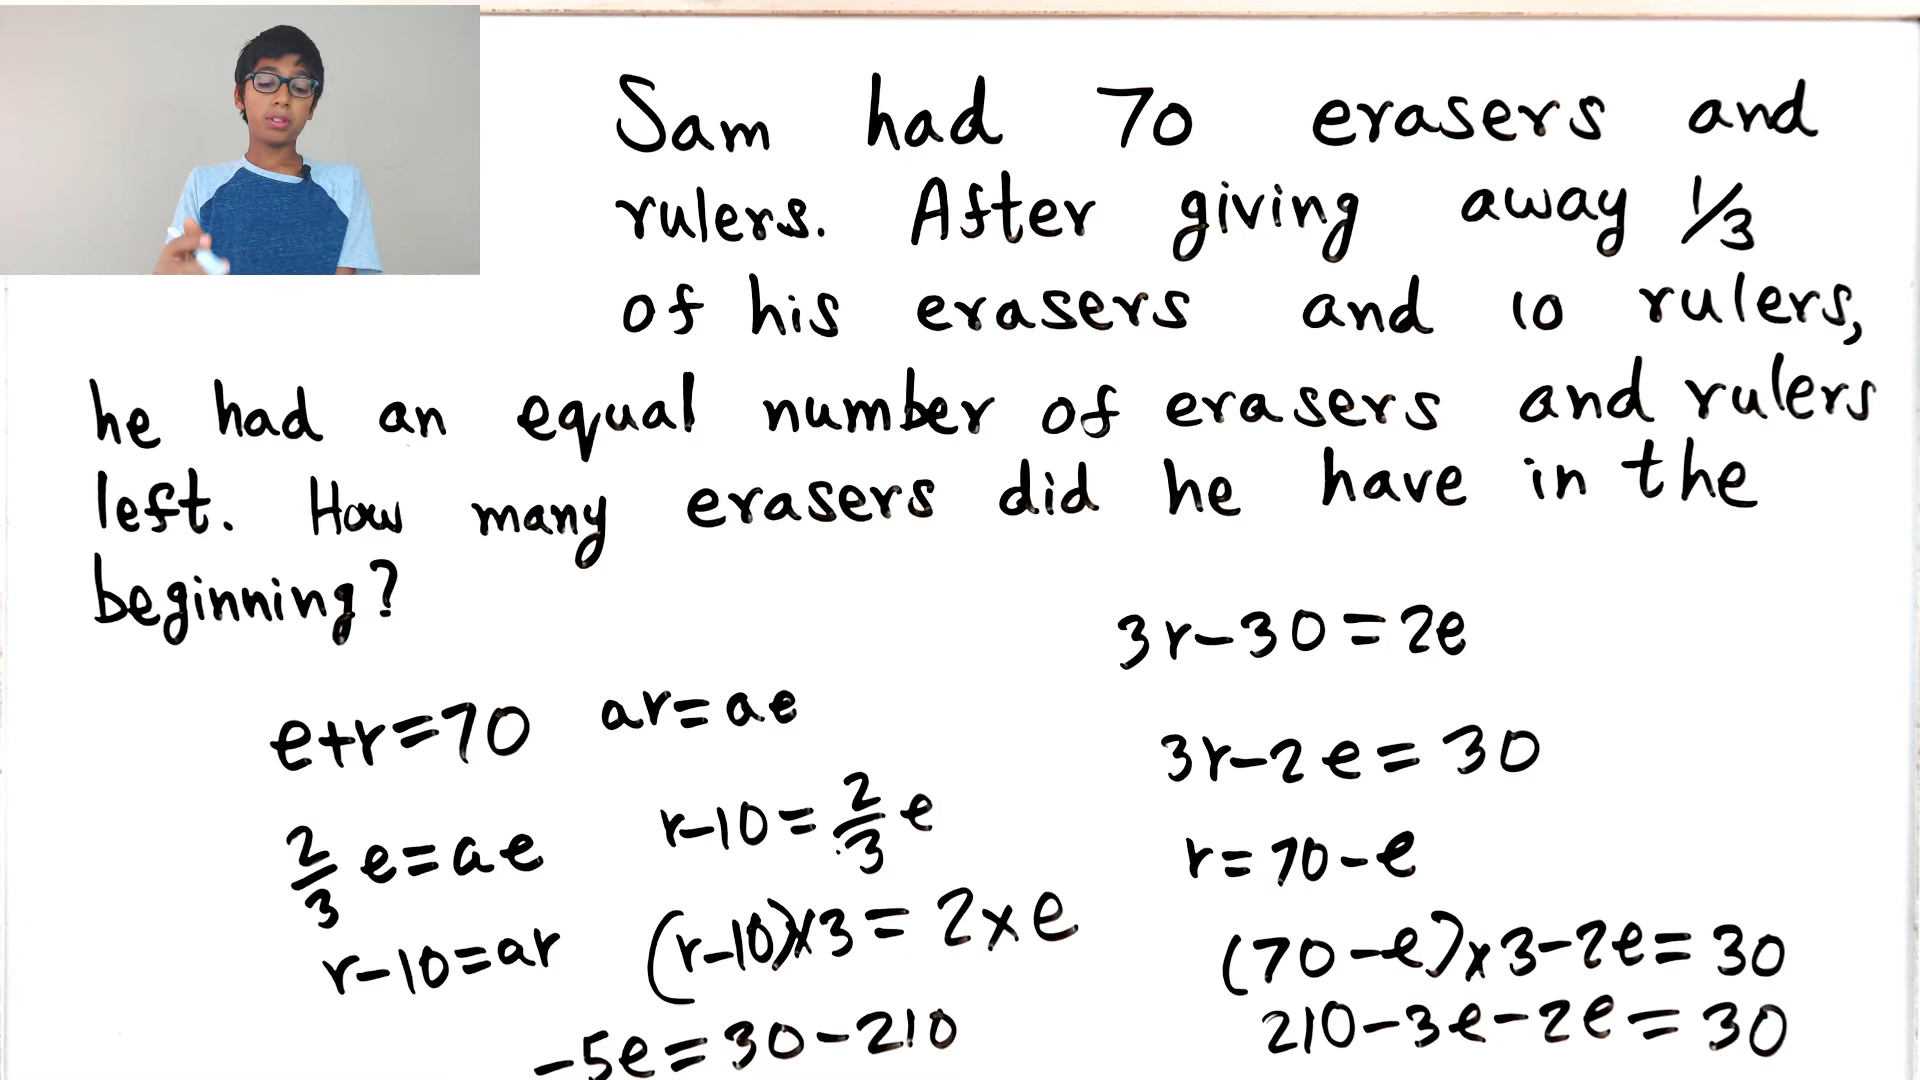 Sam had 70 erasers and
rulers. After giving away 1/3
of his erasers and 10 rulers,
he had an equal number of erasers and rulers
left. How many erasers did he have in the
beginning?
e+r=70
2/3 e=ae
r-10=ar
ar=ae
r-10=2/3 e
(r-10)x3=2xe
-5e=30-210
3r-30=2e
3r-2e=30
r=70-e
(70-e)x3-2e=30
210-3e-2e=30